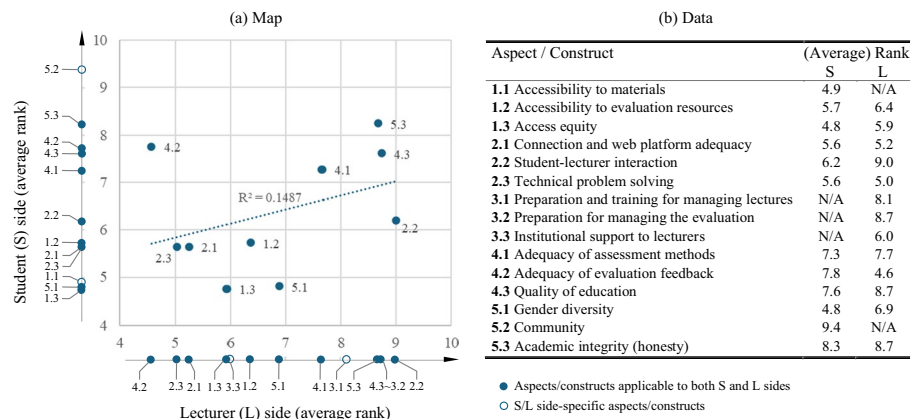 (a) Map
(b) Data
Student (S) side (average rank)
10
9
8
7
6
5
4
4 5 6 7 8 9 10
5.2
5.3
4.2
4.3
4.1
2.2
1.2
2.1
2.3
1.1
5.1
1.3
5.3
4.2
4.3
4.1
R² = 0.1487
2.2
2.3
2.1
1.2
1.3
5.1
4.2 2.3 2.1 1.3 3.3 1.2 5.1 4.1 3.1 5.3 4.3 3.2 2.2
Lecturer (L) side (average rank)
Aspect / Construct (Average) Rank
S L
1.1 Accessibility to materials 4.9 N/A
1.2 Accessibility to evaluation resources 5.7 6.4
1.3 Access equity 4.8 5.9
2.1 Connection and web platform adequacy 5.6 5.2
2.2 Student-lecturer interaction 6.2 9.0
2.3 Technical problem solving 5.6 5.0
3.1 Preparation and training for managing lectures N/A 8.1
3.2 Preparation for managing the evaluation N/A 8.7
3.3 Institutional support to lecturers N/A 6.0
4.1 Adequacy of assessment methods 7.3 7.7
4.2 Adequacy of evaluation feedback 7.8 4.6
4.3 Quality of education 7.6 8.7
5.1 Gender diversity 4.8 6.9
5.2 Community 9.4 N/A
5.3 Academic integrity (honesty) 8.3 8.7
Aspects/constructs applicable to both S and L sides
S/L side-specific aspects/constructs